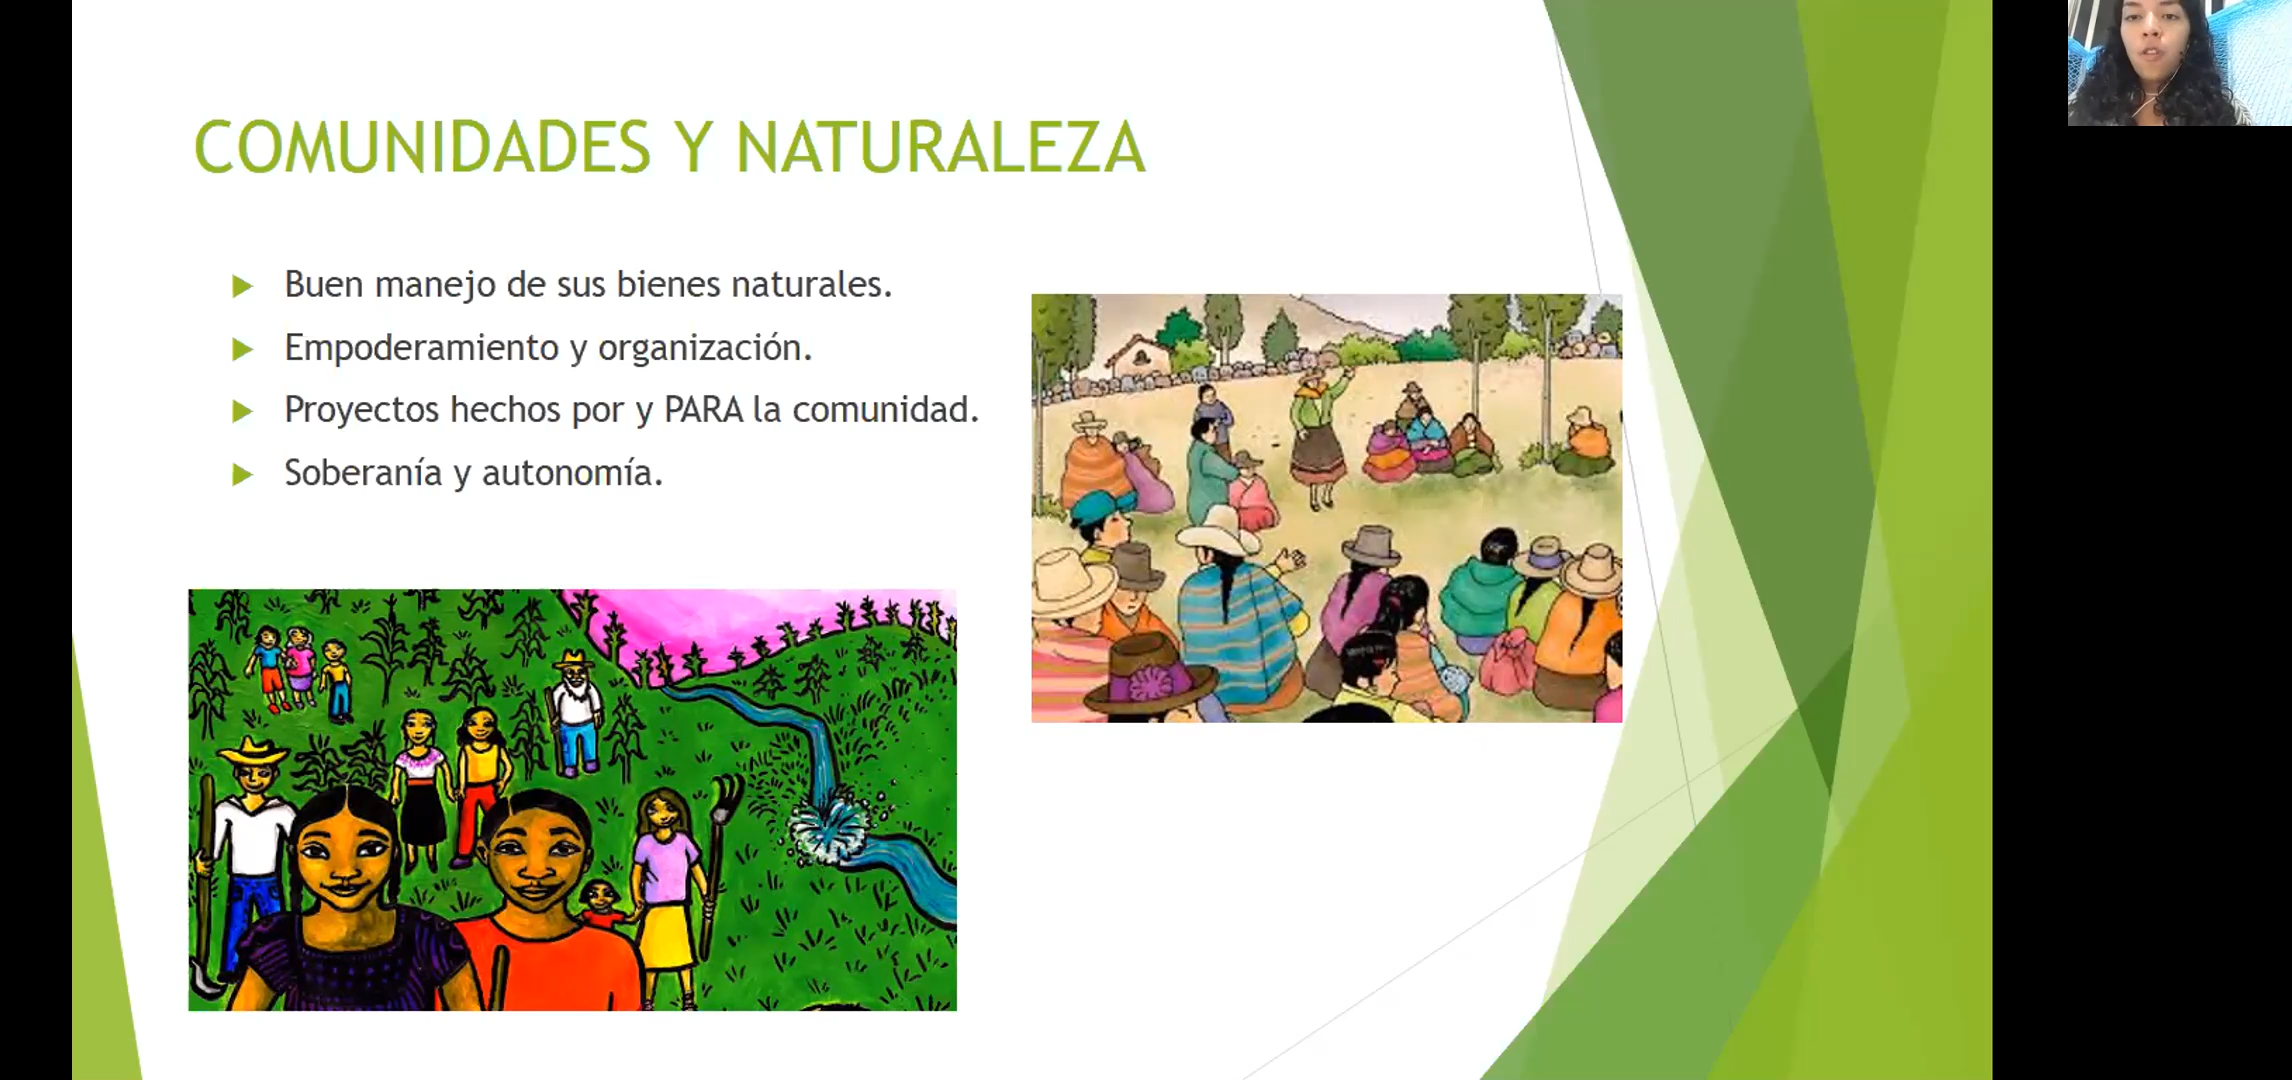 COMUNIDADES Y NATURALEZA
Buen manejo de sus bienes naturales.
Empoderamiento y organización.
Proyectos hechos por y PARA la comunidad.
Soberanía y autonomía.